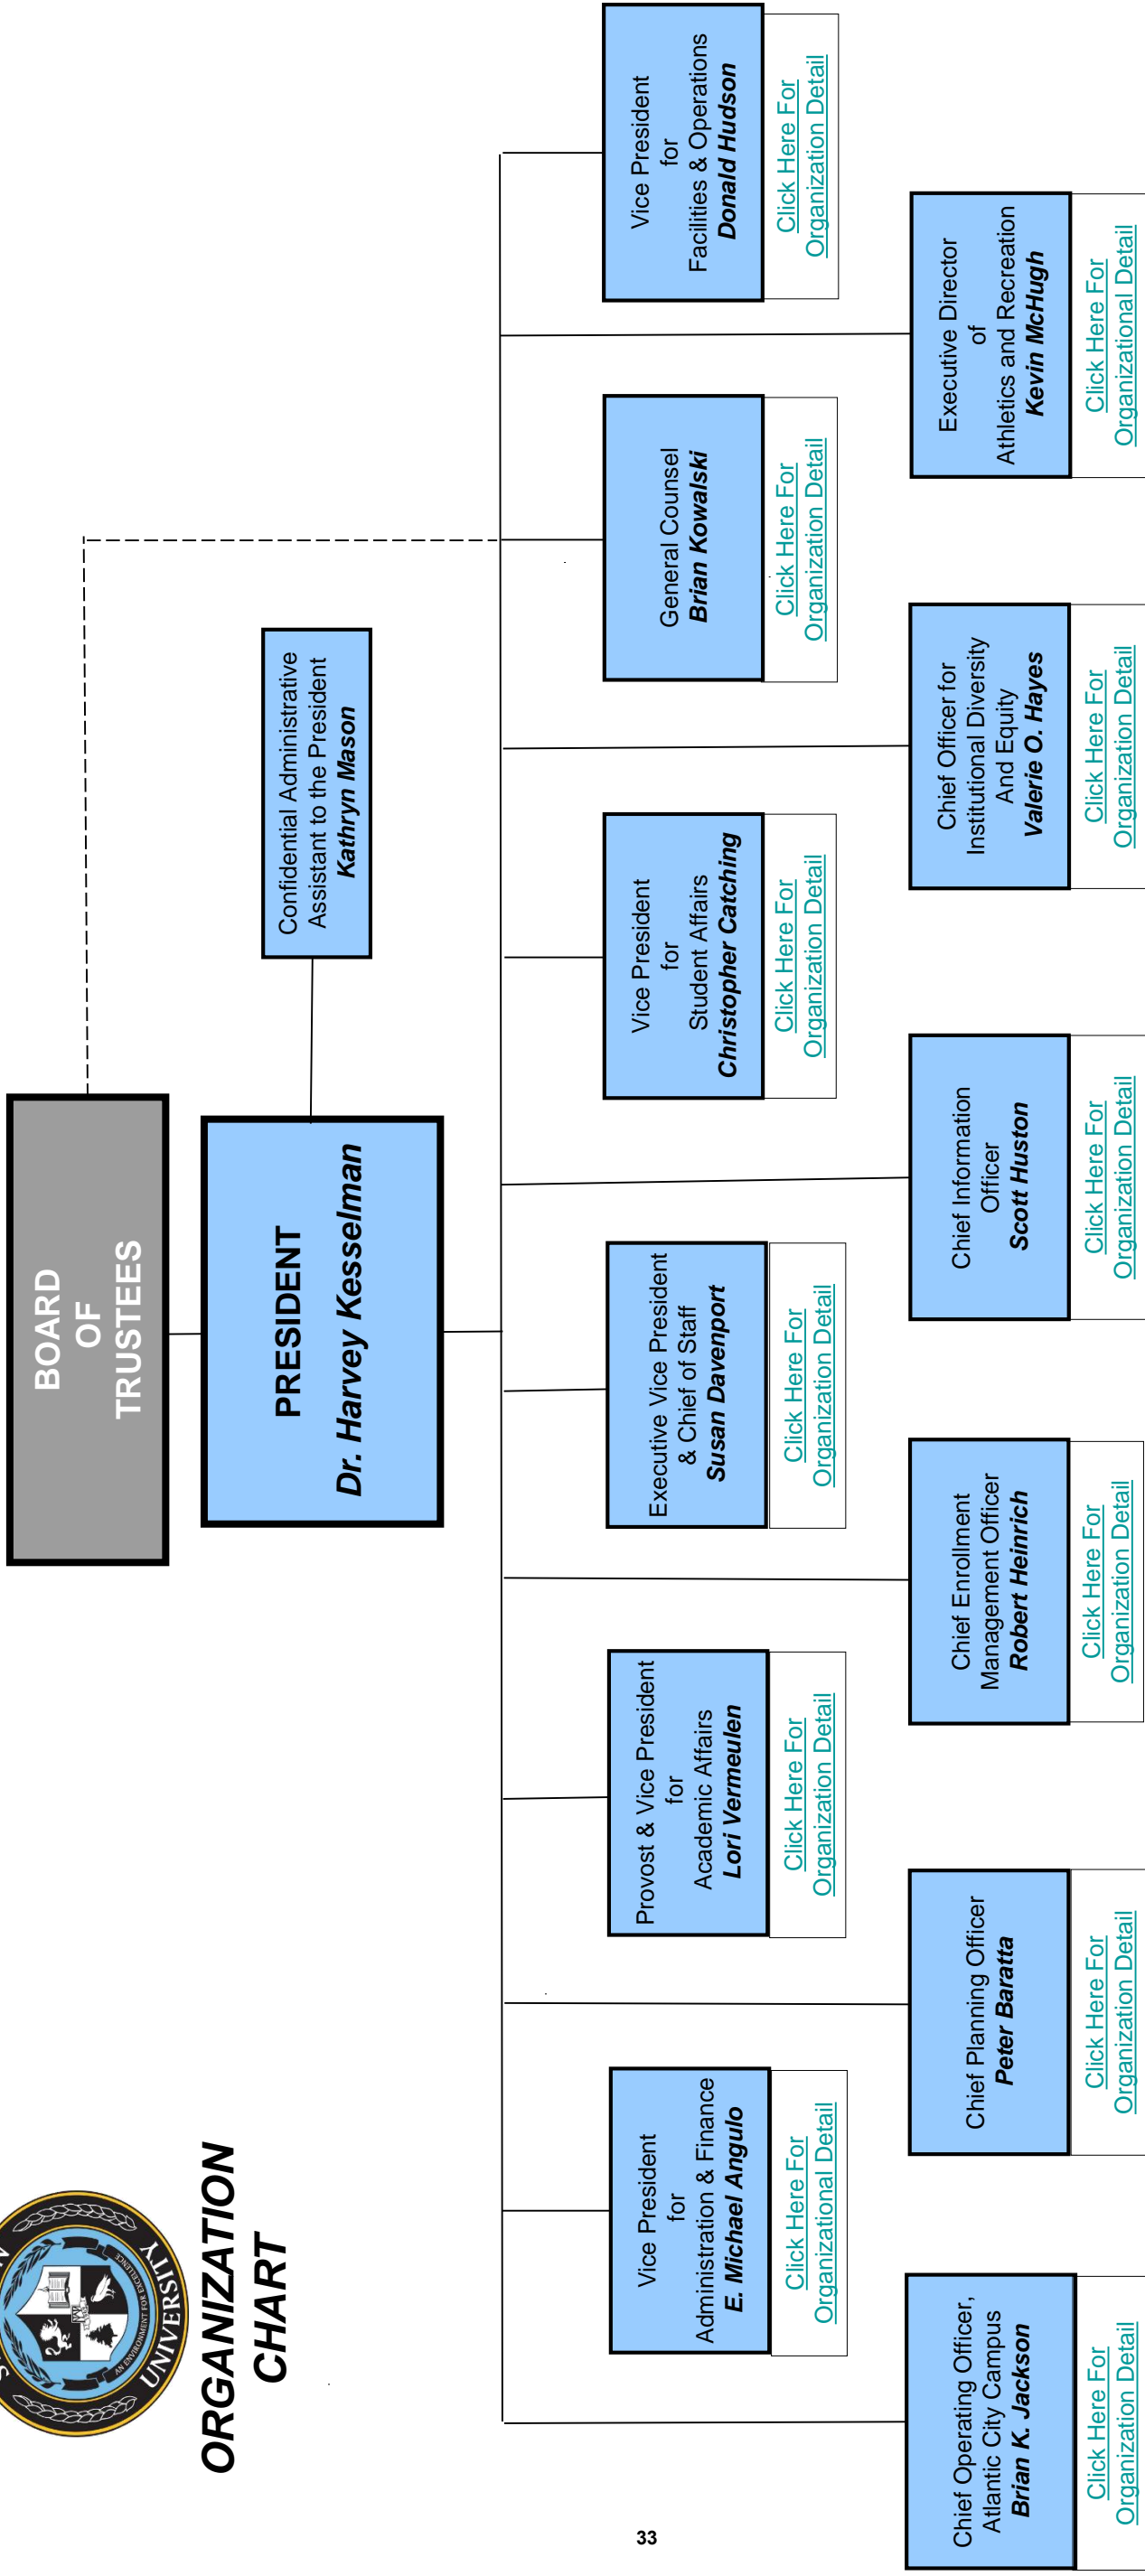 UNIVERSITY
AN ENVIRONMENT FOR EXCELLENCE
ORGANIZATION
CHART
BOARD
OF
TRUSTEES
PRESIDENT
Dr. Harvey Kesselman
Confidential Administrative
Assistant to the President
Kathryn Mason
Vice President
for
Administration & Finance
E. Michael Angulo
Click Here For
Organizational Detail
Provost & Vice President
for
Academic Affairs
Lori Vermeulen
Click Here For
Organization Detail
Executive Vice President
& Chief of Staff
Susan Davenport
Click Here For
Organization Detail
Vice President
for
Student Affairs
Christopher Catching
Click Here For
Organization Detail
General Counsel
Brian Kowalski
Click Here For
Organization Detail
Vice President
for
Facilities & Operations
Donald Hudson
Click Here For
Organization Detail
Chief Operating Officer,
Atlantic City Campus
Brian K. Jackson
Click Here For
Organization Detail
Chief Planning Officer
Peter Baratta
Click Here For
Organization Detail
Chief Enrollment
Management Officer
Robert Heinrich
Click Here For
Organization Detail
Chief Information
Officer
Scott Huston
Click Here For
Organization Detail
Chief Officer for
Institutional Diversity
And Equity
Valerie O. Hayes
Click Here For
Organization Detail
Executive Director
of
Athletics and Recreation
Kevin McHugh
Click Here For
Organizational Detail
33